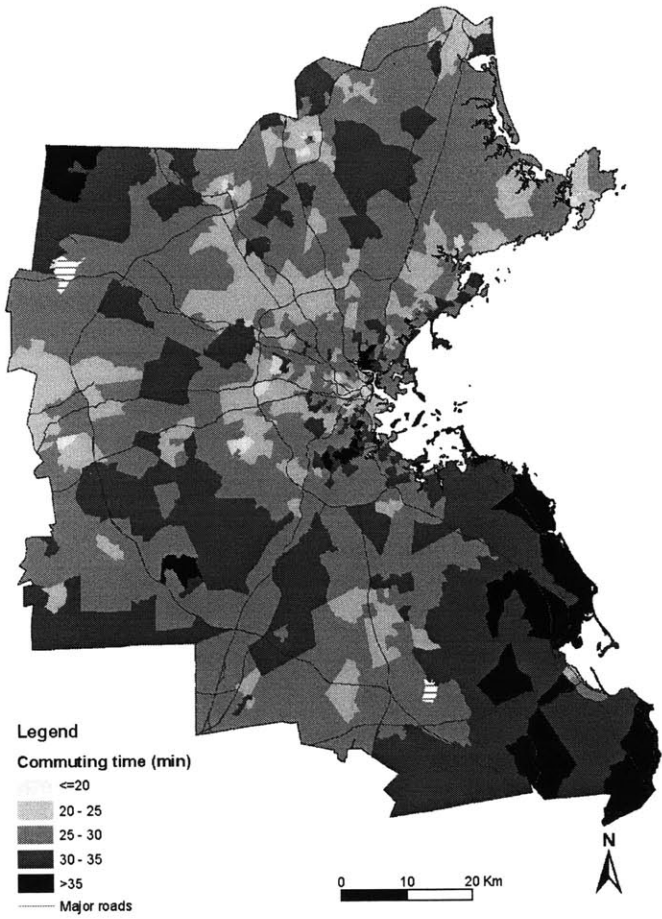 Legend
Commuting time (min)
<=20
20 - 25
25 - 30
30 - 35
>35
Major roads
N
0 10 20 Km